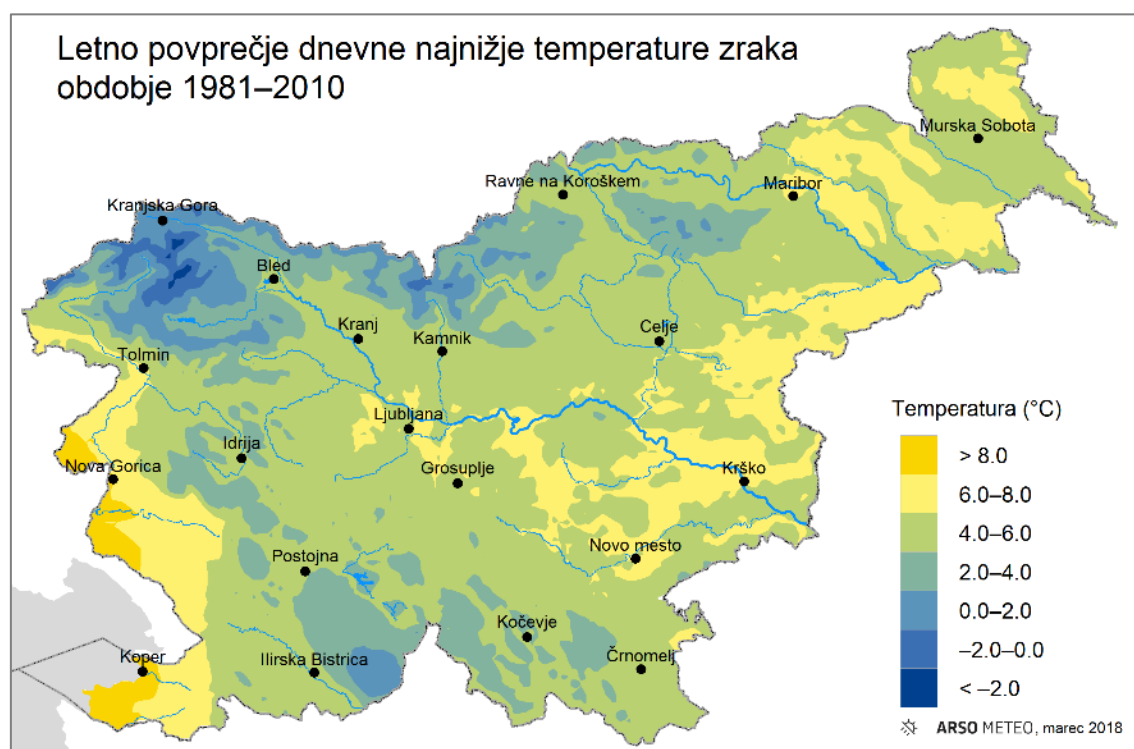 Letno povprečje dnevne najnižje temperature zraka
obdobje 1981–2010
Murska Sobota
Ravne na Koroškem
Maribor
Kranjska Gora
Bled
Kranj
Kamnik
Celje
Tolmin
Ljubljana
Idrija
Nova Gorica
Grosuplje
Krško
Novo mesto
Postojna
Kočevje
Koper
Ilirska Bistrica
Črnomelj
Temperatura (°C)
> 8.0
6.0–8.0
4.0–6.0
2.0–4.0
0.0–2.0
–2.0–0.0
< –2.0
ARSO METEO, marec 2018